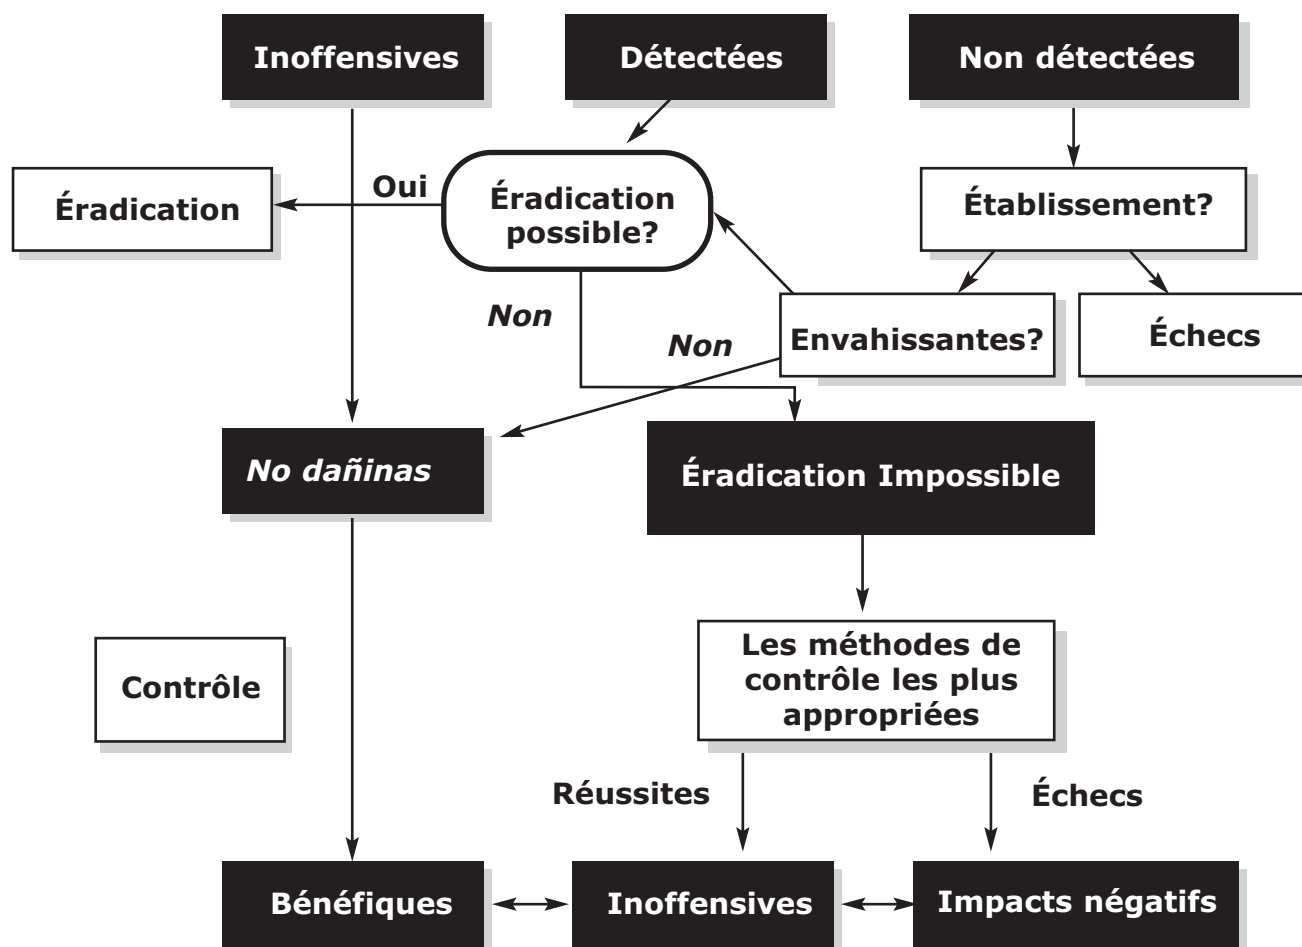 Inoffensives
Détectées
Non détectées
Oui
Éradication
Éradication
possible?
Établissement?
Non
Non
Envahissantes?
Échecs
No dañinas
Éradication Impossible
Les méthodes de
contrôle les plus
appropriées
Contrôle
Réussites
Échecs
Bénéfiques
Inoffensives
Impacts négatifs